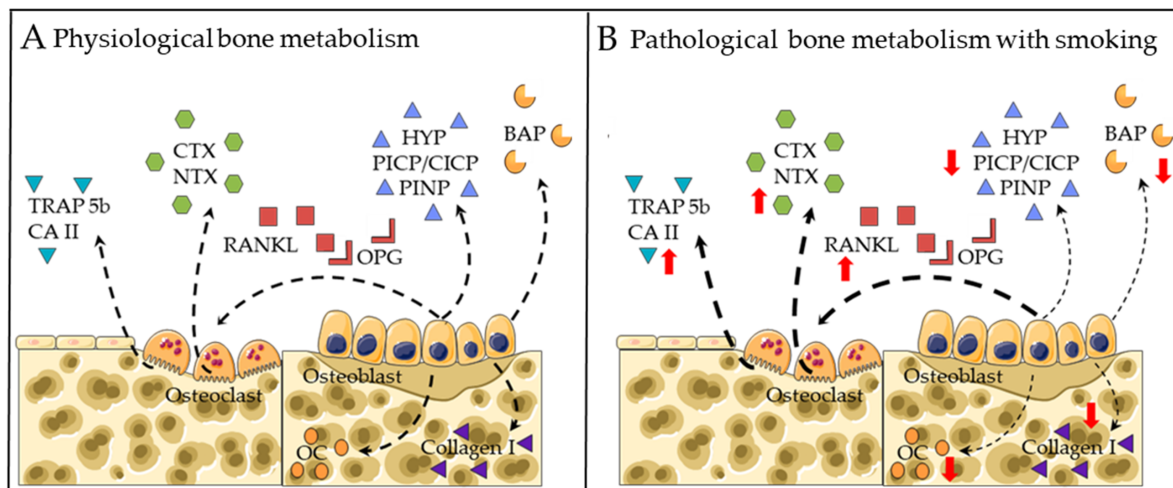 A Physiological bone metabolism
BAP
HYP
PICP/CICP
PINP
CTX
NTX
TRAP 5b
CA II
RANKL
OPG
Osteoblast
Osteoclast
OC
Collagen I
B Pathological bone metabolism with smoking
BAP
HYP
PICP/CICP
PINP
CTX
NTX
TRAP 5b
CA II
RANKL
OPG
Osteoblast
Osteoclast
OC
Collagen I